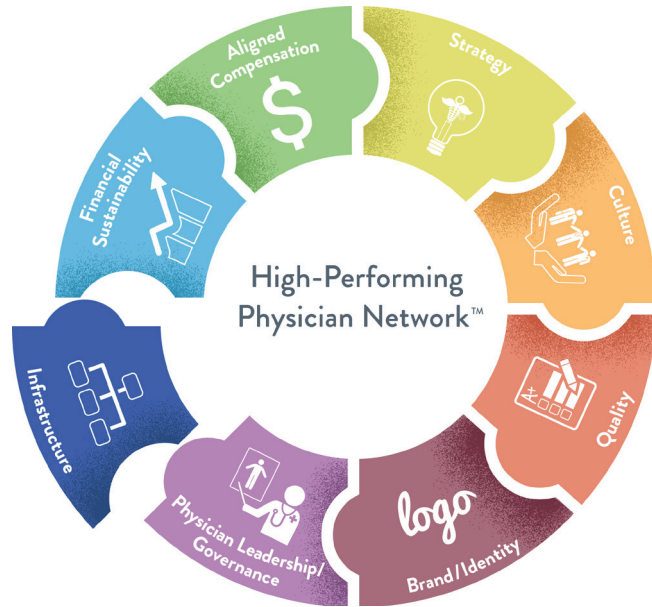 High-Performing
Physician Network™
Strategy
Culture
Quality
Brand/Identity
logo
Physician Leadership/
Governance
Infrastructure
Financial
Sustainability
Aligned
Compensation
$
A+